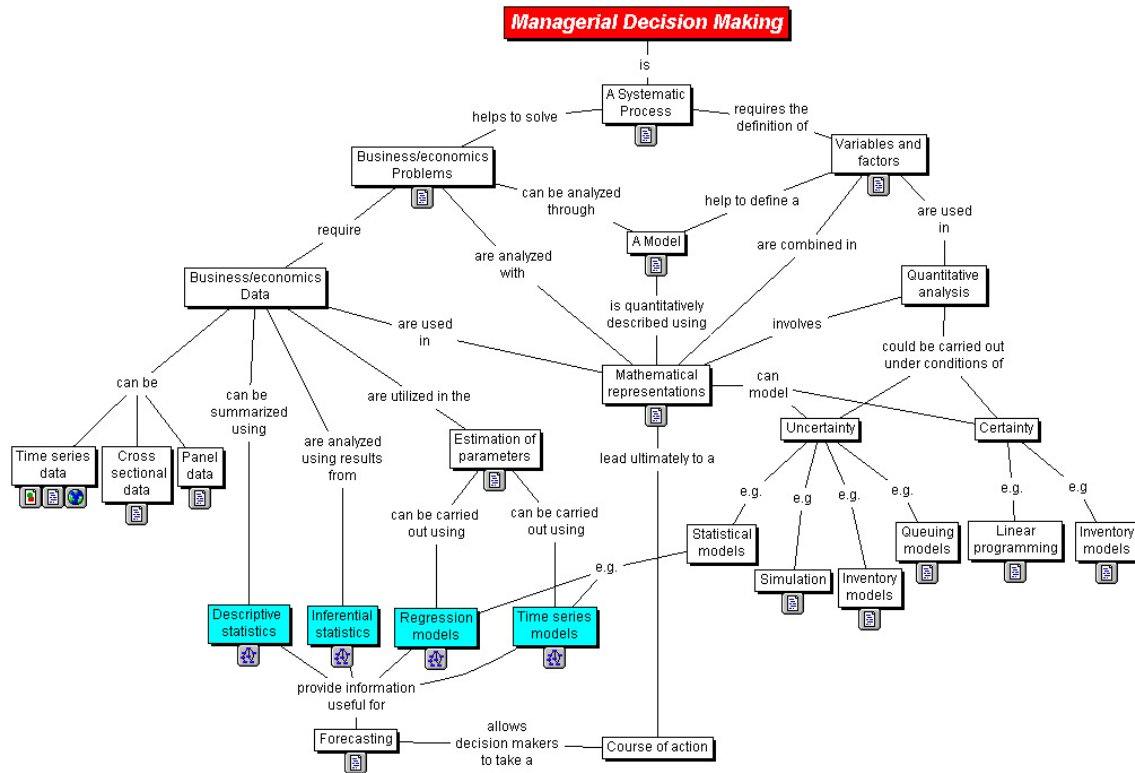 Managerial Decision Making
is
A Systematic
Process
helps to solve
requires the
definition of
Business/economics
Problems
Variables and
factors
can be analyzed
through
help to define a
are used
in
require
are analyzed
with
A Model
are combined in
Business/economics
Data
Quantitative
analysis
is quantitatively
described using
are used
in
involves
could be carried out
under conditions of
can be
can be
summarized
using
are utilized in the
Mathematical
representations
can
model
are analyzed
using results
from
Time series
data
Cross
sectional
data
Panel
data
Estimation of
parameters
lead ultimately to a
Uncertainty
Certainty
can be carried
out using
can be carried
out using
e.g.
e.g
e.g.
e.g.
e.g.
e.g
Statistical
models
Simulation
Inventory
models
Queuing
models
Linear
programming
Inventory
models
e.g.
Descriptive
statistics
Inferential
statistics
Regression
models
Time series
models
provide information
useful for
Forecasting
allows
decision makers
to take a
Course of action